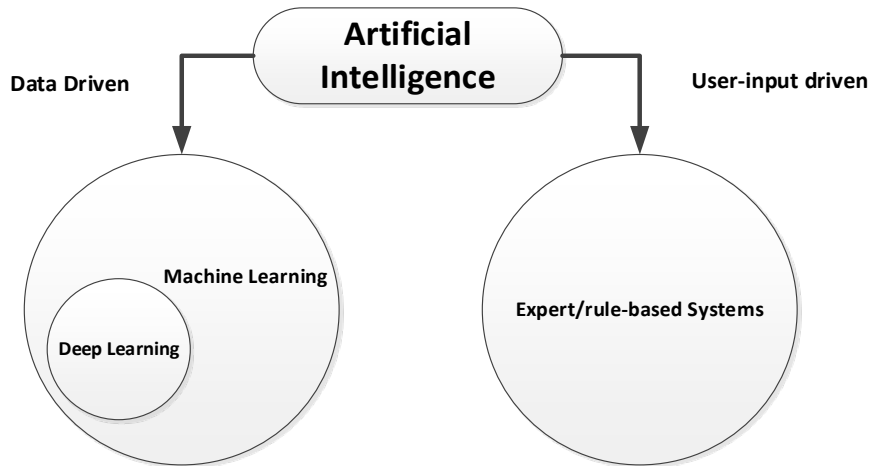 Artificial
Intelligence
Data Driven
User-input driven
Machine Learning
Deep Learning
Expert/rule-based Systems